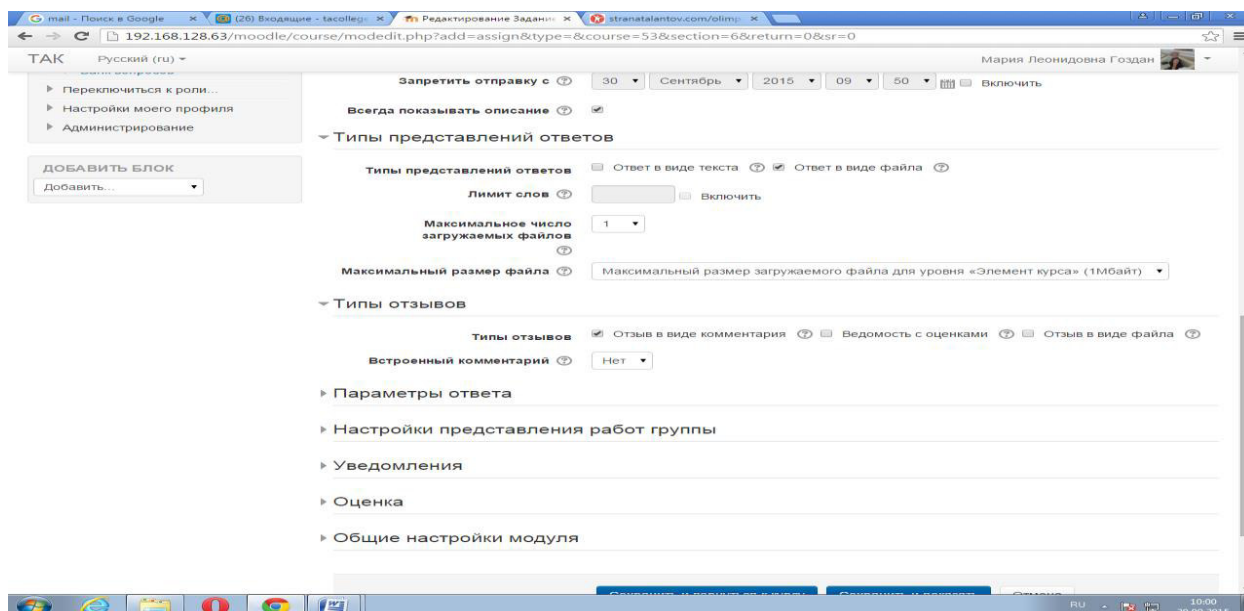 mail - Поиск в Google
(26) Входящие - tacollege
Редактирование Задани
stranatalantov.com/olimp
192.168.128.63/moodle/course/modedit.php?add=assign&type=&course=53&section=6&return=0&sr=0
ТАК Русский (ru)
Мария Леонидовна Гоздан
Переключиться к роли...
Настройки моего профиля
Администрирование
ДОБАВИТЬ БЛОК
Добавить...
Запретить отправку с 30 Сентябрь 2015 09 50 Включить
Всегда показывать описание
Типы представлений ответов
Типы представлений ответов Ответ в виде текста Ответ в виде файла
Лимит слов Включить
Максимальное число 1
загружаемых файлов
Максимальный размер файла Максимальный размер загружаемого файла для уровня «Элемент курса» (1Мбайт)
Типы отзывов
Типы отзывов Отзыв в виде комментария Ведомость с оценками Отзыв в виде файла
Встроенный комментарий Нет
Параметры ответа
Настройки представления работ группы
Уведомления
Оценка
Общие настройки модуля
RU 10:00